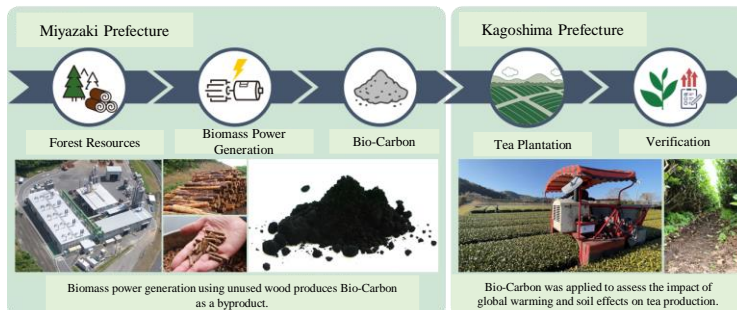 Miyazaki Prefecture
Kagoshima Prefecture
Forest Resources
Biomass Power
Generation
Bio-Carbon
Tea Plantation
Verification
Biomass power generation using unused wood produces Bio-Carbon
as a byproduct.
Bio-Carbon was applied to assess the impact of
global warming and soil effects on tea production.